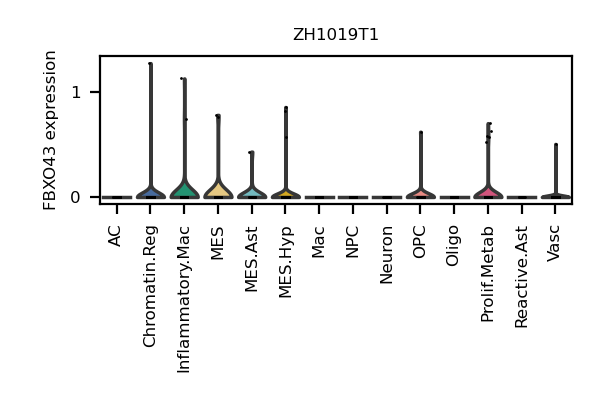 ZH1019T1
FBXO43 expression
1
0
AC
Chromatin.Reg
Inflammatory.Mac
MES
MES.Ast
MES.Hyp
Mac
NPC
Neuron
OPC
Oligo
Prolif.Metab
Reactive.Ast
Vasc